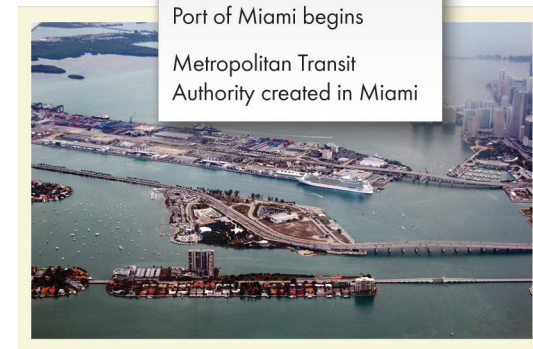 Port of Miami begins
Metropolitan Transit
Authority created in Miami